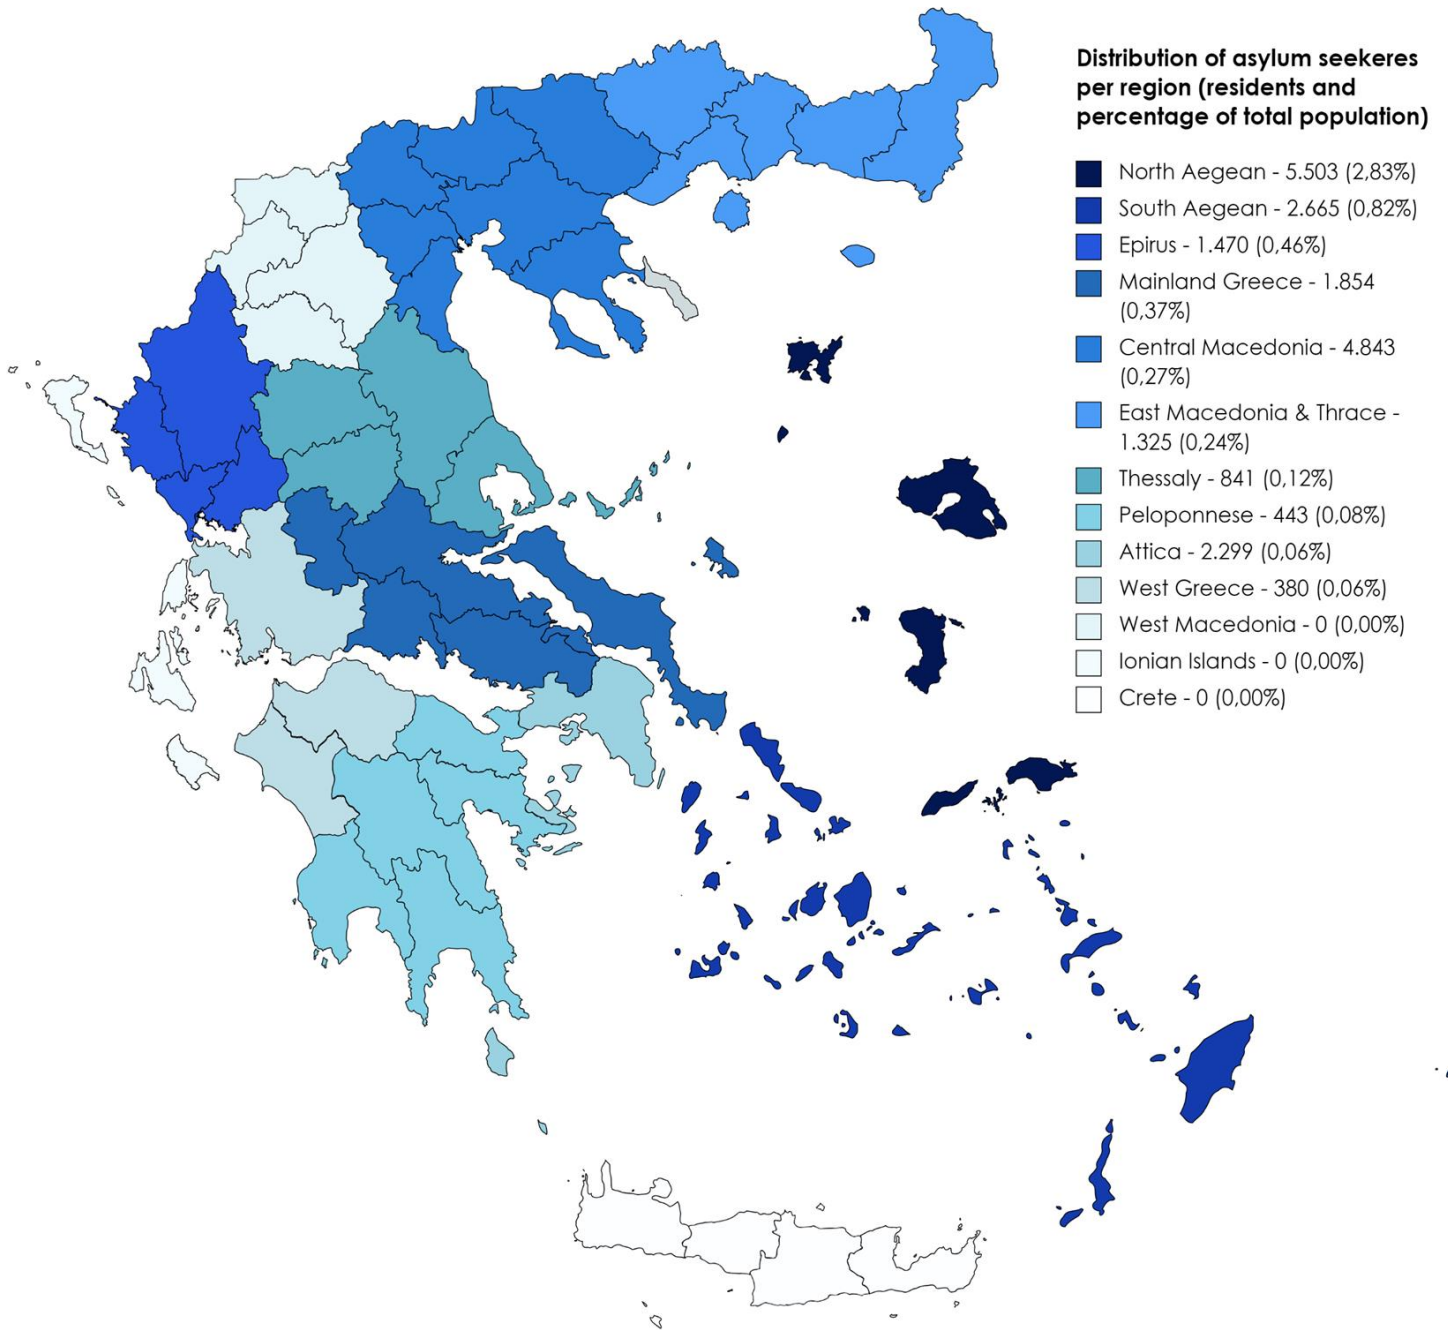 Distribution of asylum seekeres
per region (residents and
percentage of total population)
North Aegean - 5.503 (2,83%)
South Aegean - 2.665 (0,82%)
Epirus - 1.470 (0,46%)
Mainland Greece - 1.854
(0,37%)
Central Macedonia - 4.843
(0,27%)
East Macedonia & Thrace -
1.325 (0,24%)
Thessaly - 841 (0,12%)
Peloponnese - 443 (0,08%)
Attica - 2.299 (0,06%)
West Greece - 380 (0,06%)
West Macedonia - 0 (0,00%)
Ionian Islands - 0 (0,00%)
Crete - 0 (0,00%)